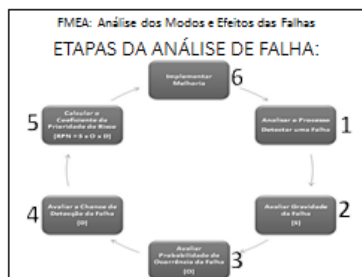 FMEA: Análise dos Modos e Efeitos das Falhas
ETAPAS DA ANÁLISE DE FALHA:
Implementar
Melhoria
6
Analisar o Processo
Detectar uma Falha
1
Avaliar Gravidade
da Falha
(S)
2
Avaliar
Probabilidade de
Ocorrência da Falha
(O)
3
Avaliar a Chance de
Detecção da Falha
(D)
4
Calcular o
Coeficiente de
Prioridade de Risco
(RPN = S x O x D)
5